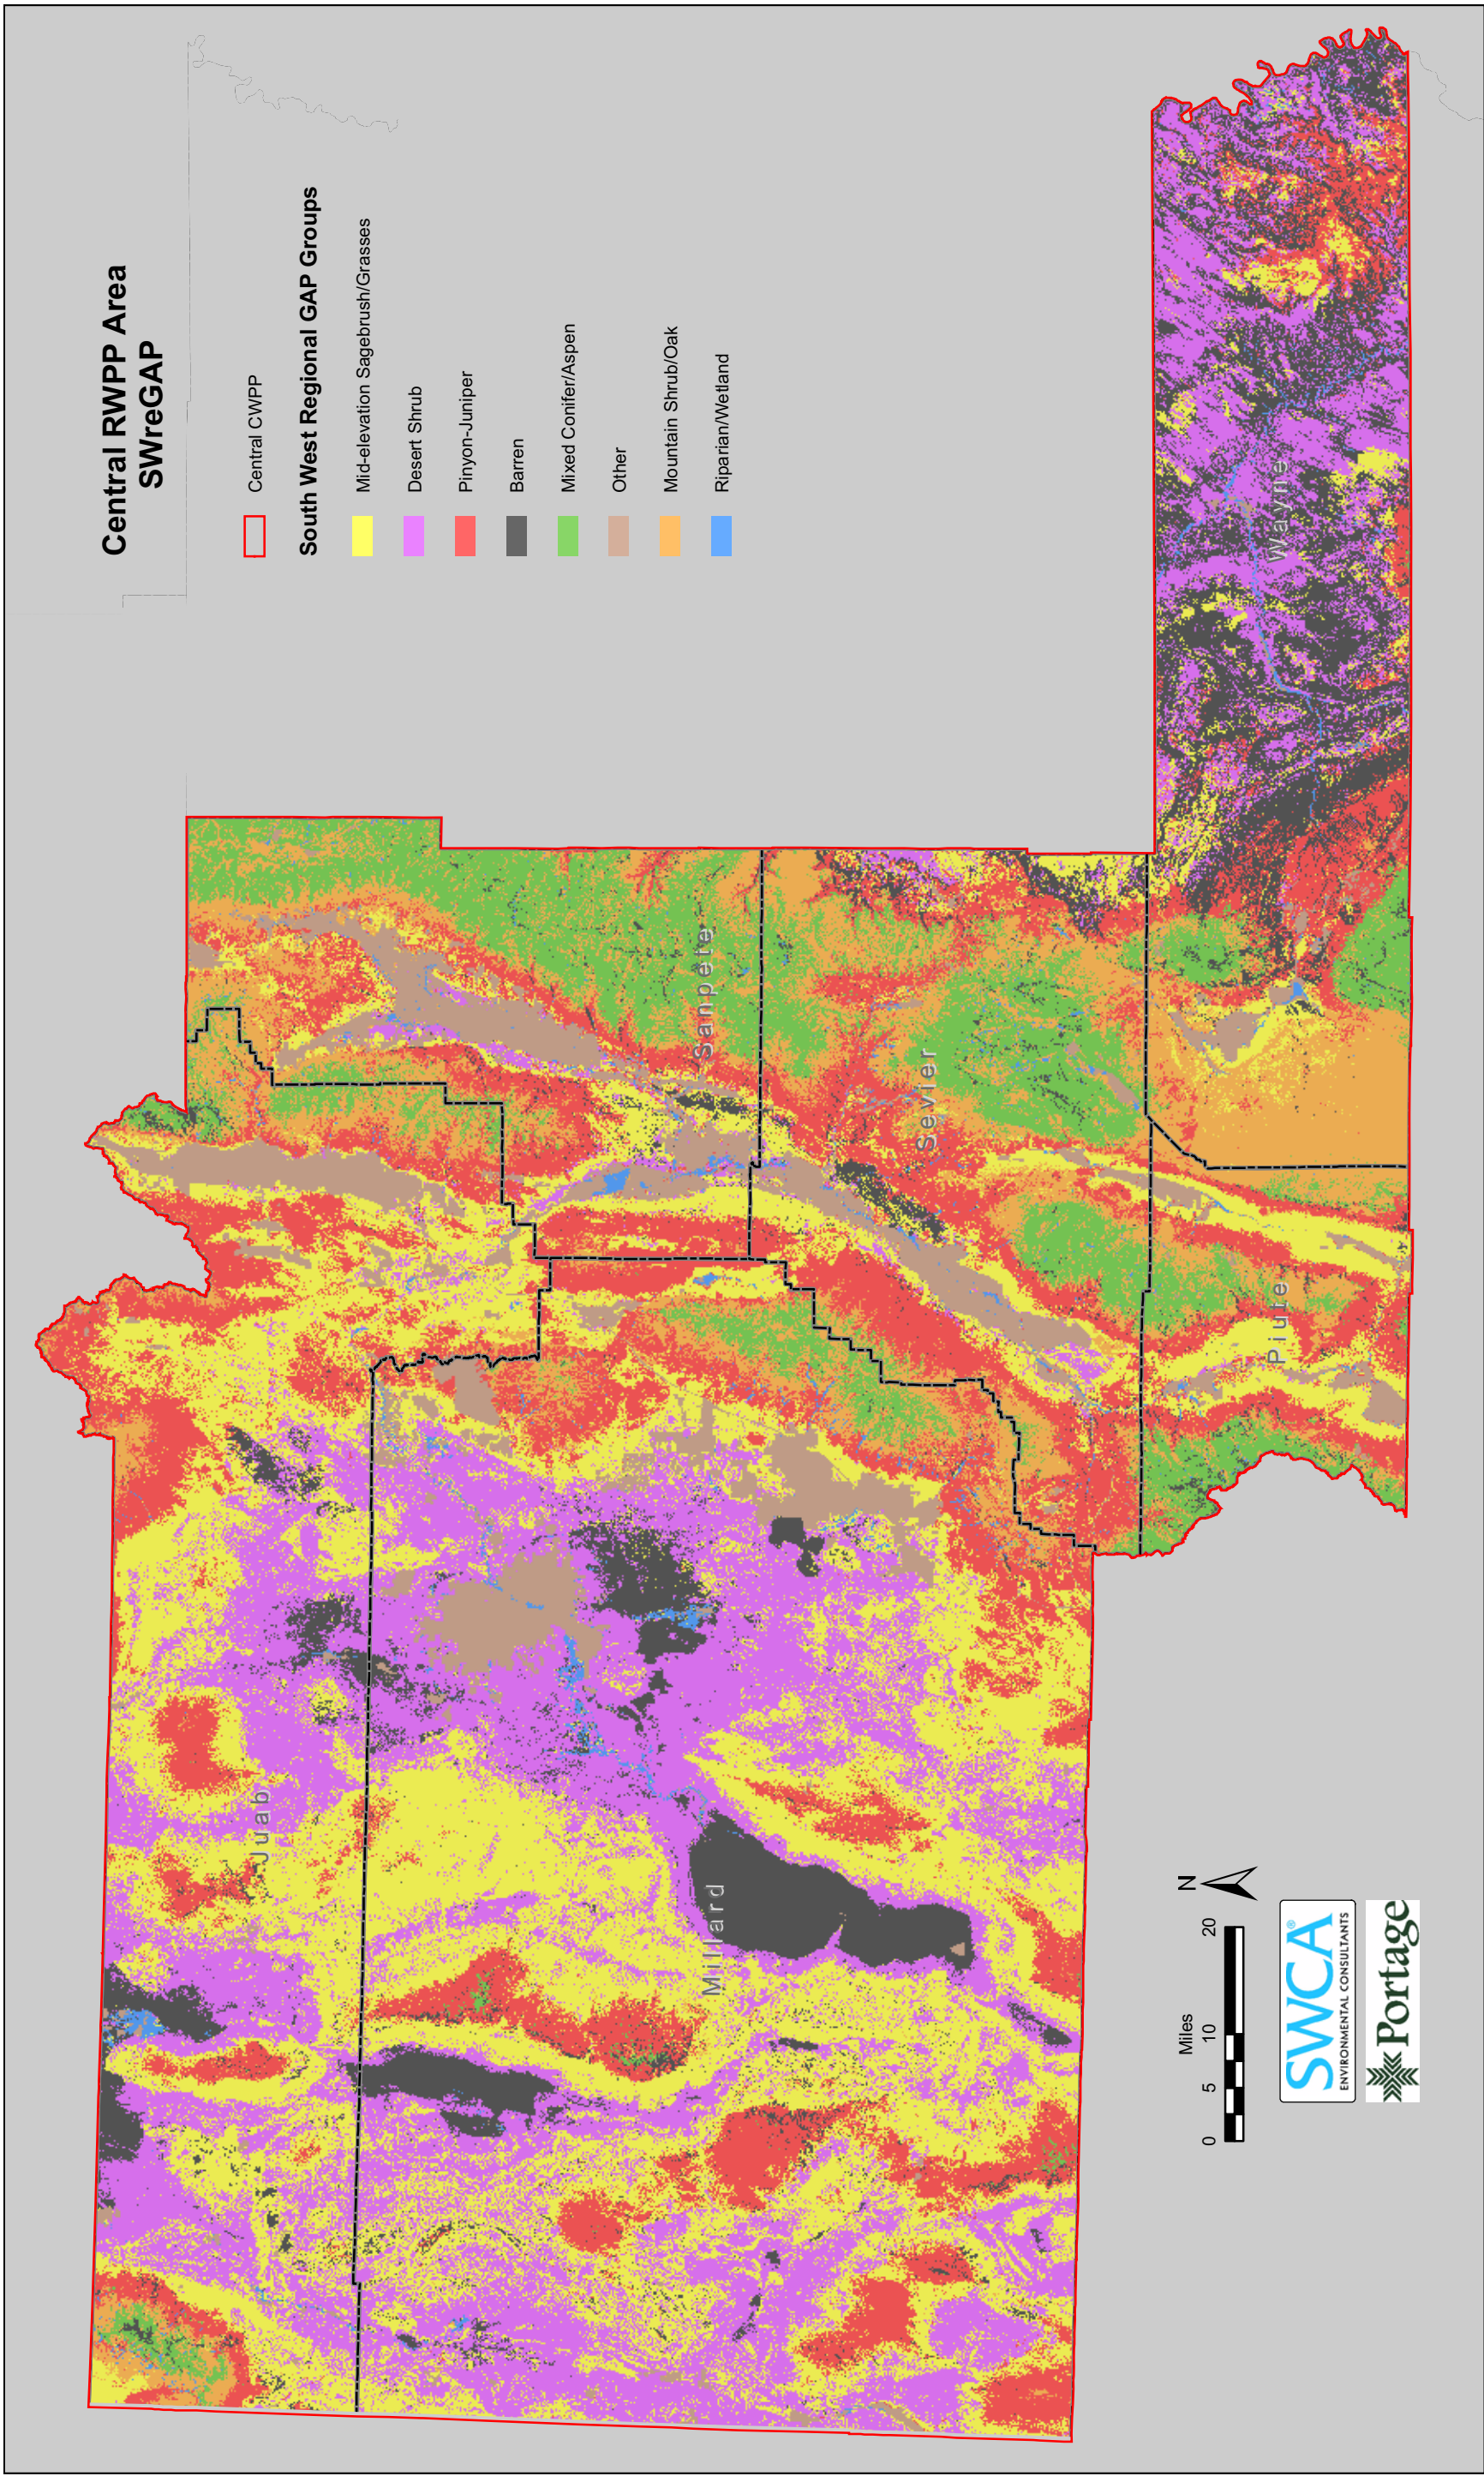 Central RWPP Area
SWreGAP
Central CWPP
South West Regional GAP Groups
Mid-elevation Sagebrush/Grasses
Desert Shrub
Pinyon-Juniper
Barren
Mixed Conifer/Aspen
Other
Mountain Shrub/Oak
Riparian/Wetland
Juab
Millard
Sanpete
Sevier
Piute
Wayne
N
Miles
0 5 10 20
SWCA®
ENVIRONMENTAL CONSULTANTS
Portage